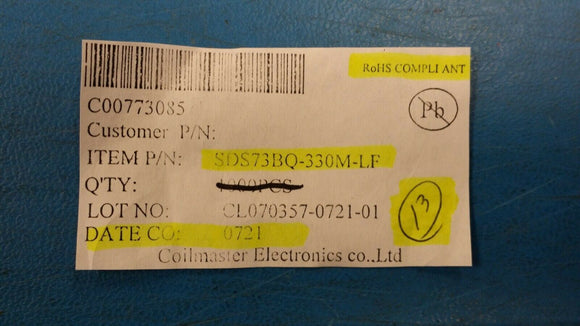 RoHS COMPLI ANT
C00773085
Pb
Customer P/N:
ITEM P/N: SDS73BQ-330M-LF
Q'TY: 1000PCS
LOT NO: CL070357-0721-01
13
DATE CO: 0721
Coilmaster Electronics co.,Ltd